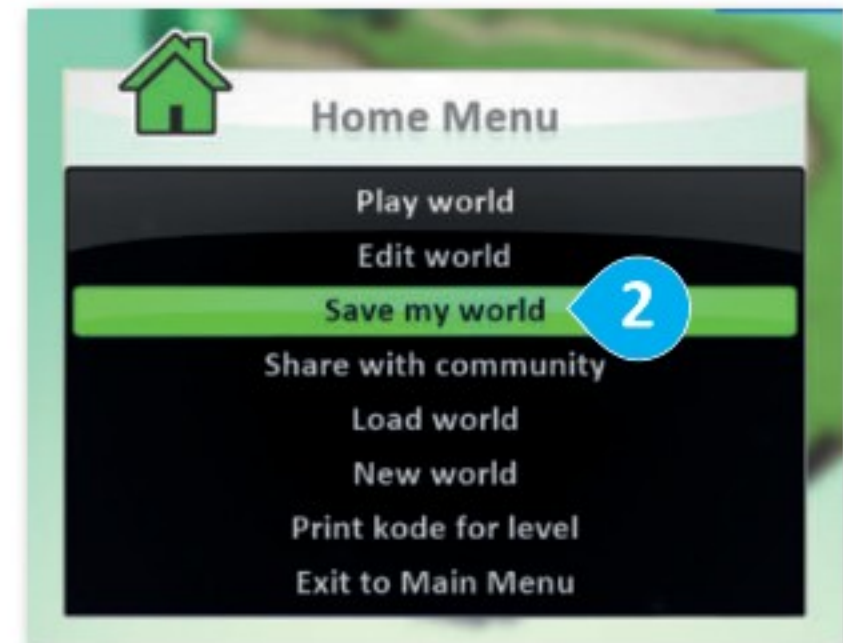 Home Menu
Play world
Edit world
Save my world
2
Share with community
Load world
New world
Print kode for level
Exit to Main Menu